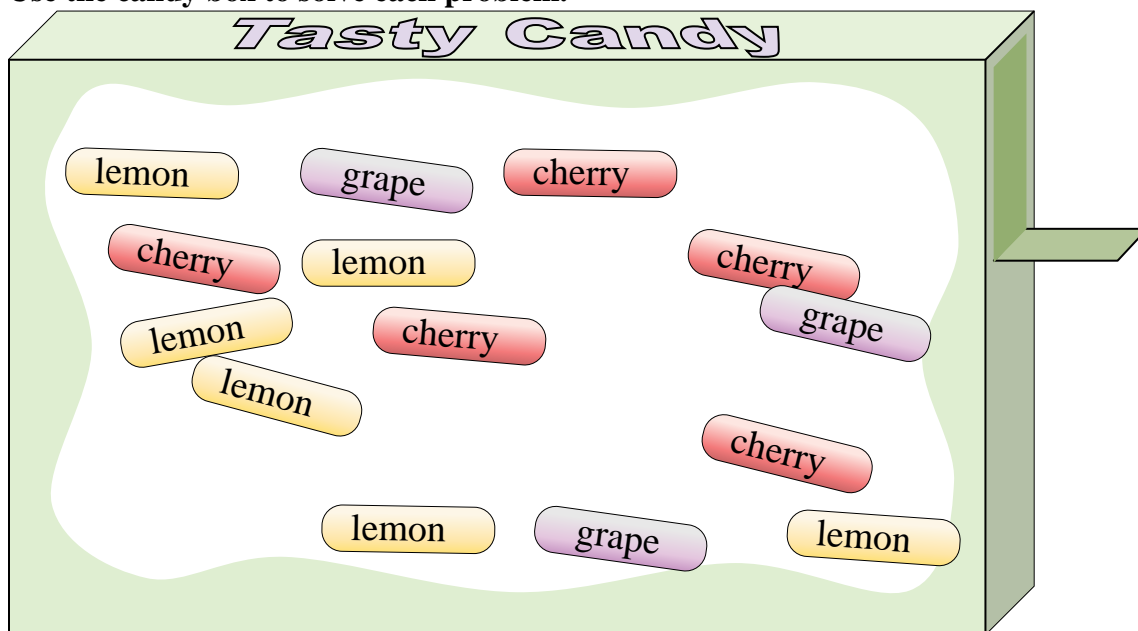 Use the candy box to solve each problem.
Tasty Candy
lemon
grape
cherry
cherry
lemon
cherry
lemon
cherry
grape
lemon
cherry
lemon
grape
lemon